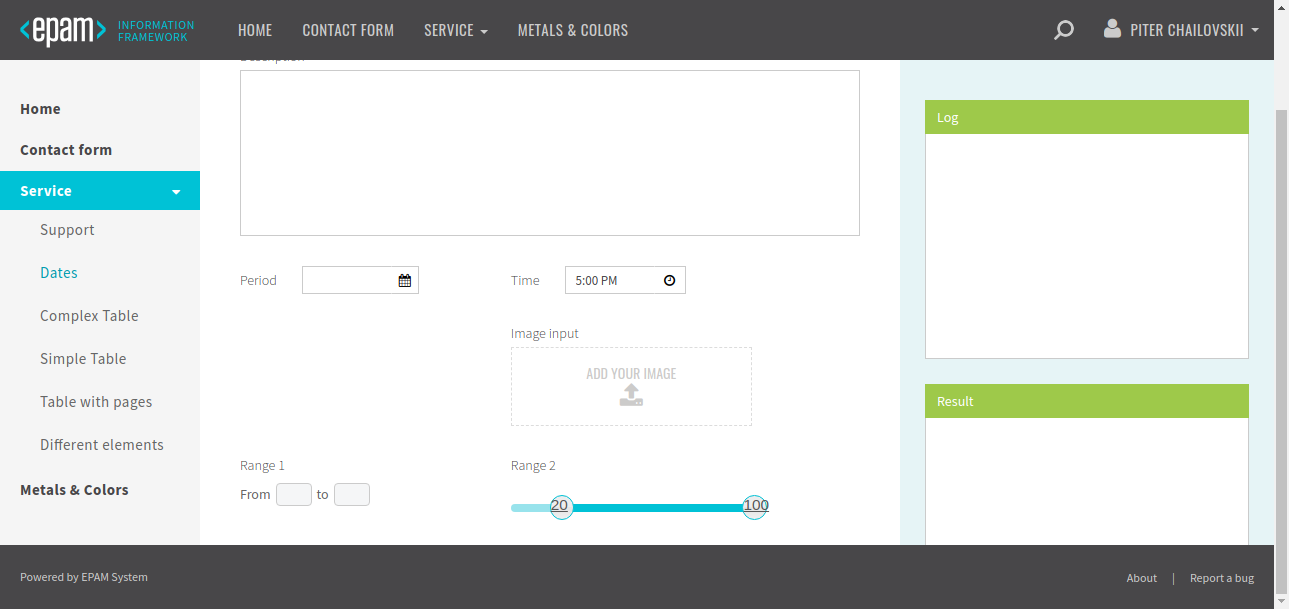 <epam> INFORMATION
FRAMEWORK
HOME CONTACT FORM SERVICE METALS & COLORS
PITER CHAILOVSKII
Home
Contact form
Service
Support
Dates
Complex Table
Simple Table
Table with pages
Different elements
Metals & Colors
Description
Period
Time 5:00 PM
Image input
ADD YOUR IMAGE
Range 1
From to
Range 2
20 100
Log
Result
Powered by EPAM System
About | Report a bug